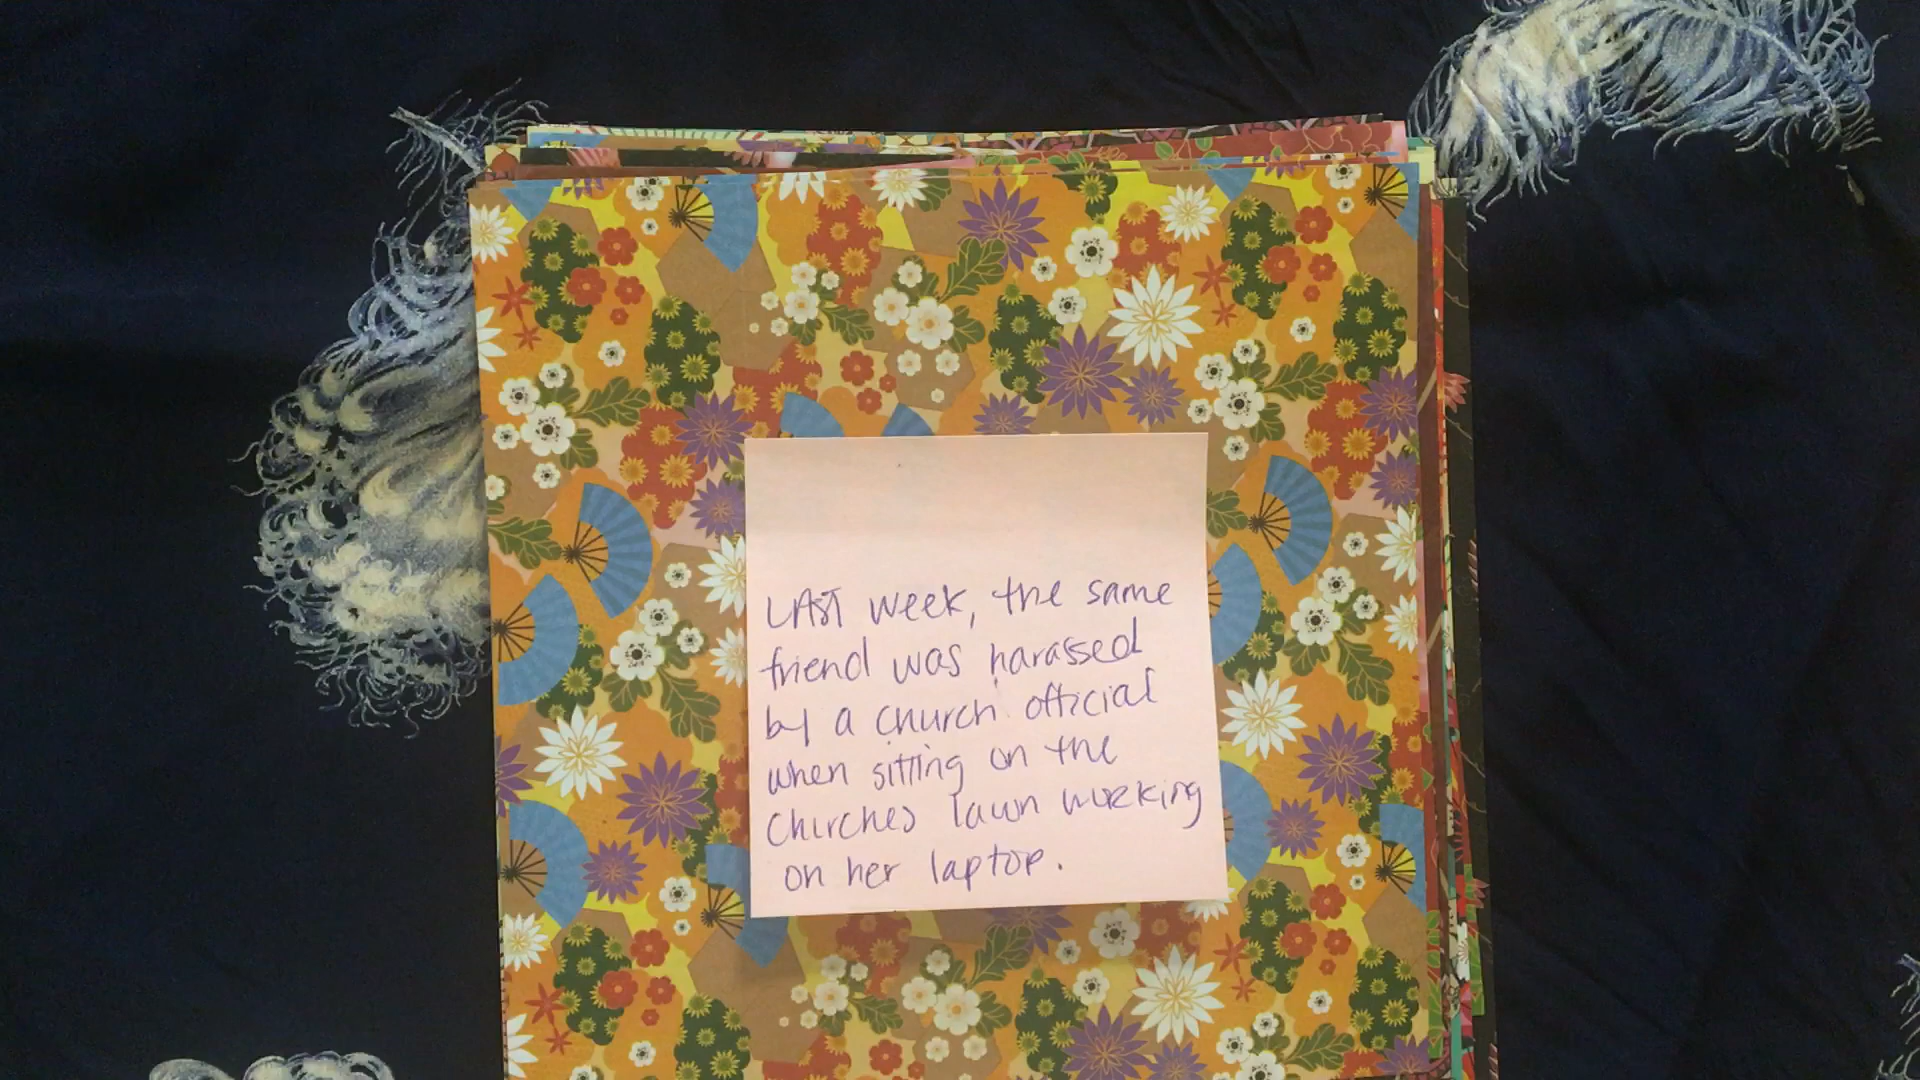 LAST week, the same
friend was harassed
by a church official
when sitting on the
Chirches lawn working
on her laptop.